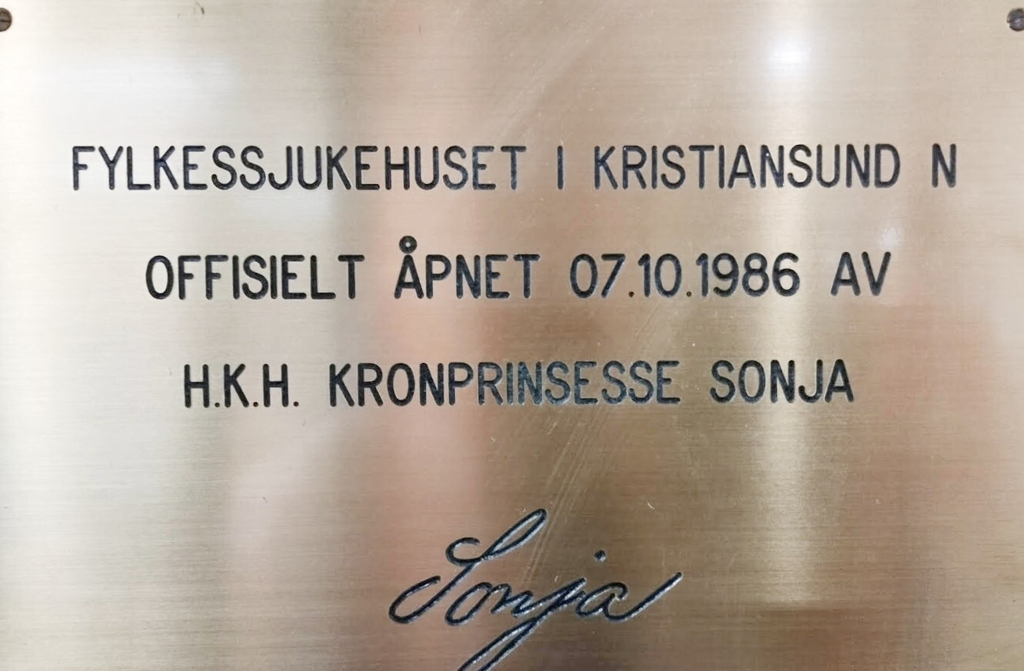 FYLKESSJUKEHUSET I KRISTIANSUND N
OFFISIELT ÅPNET 07.10.1986 AV
H.K.H. KRONPRINSESSE SONJA
Sonja